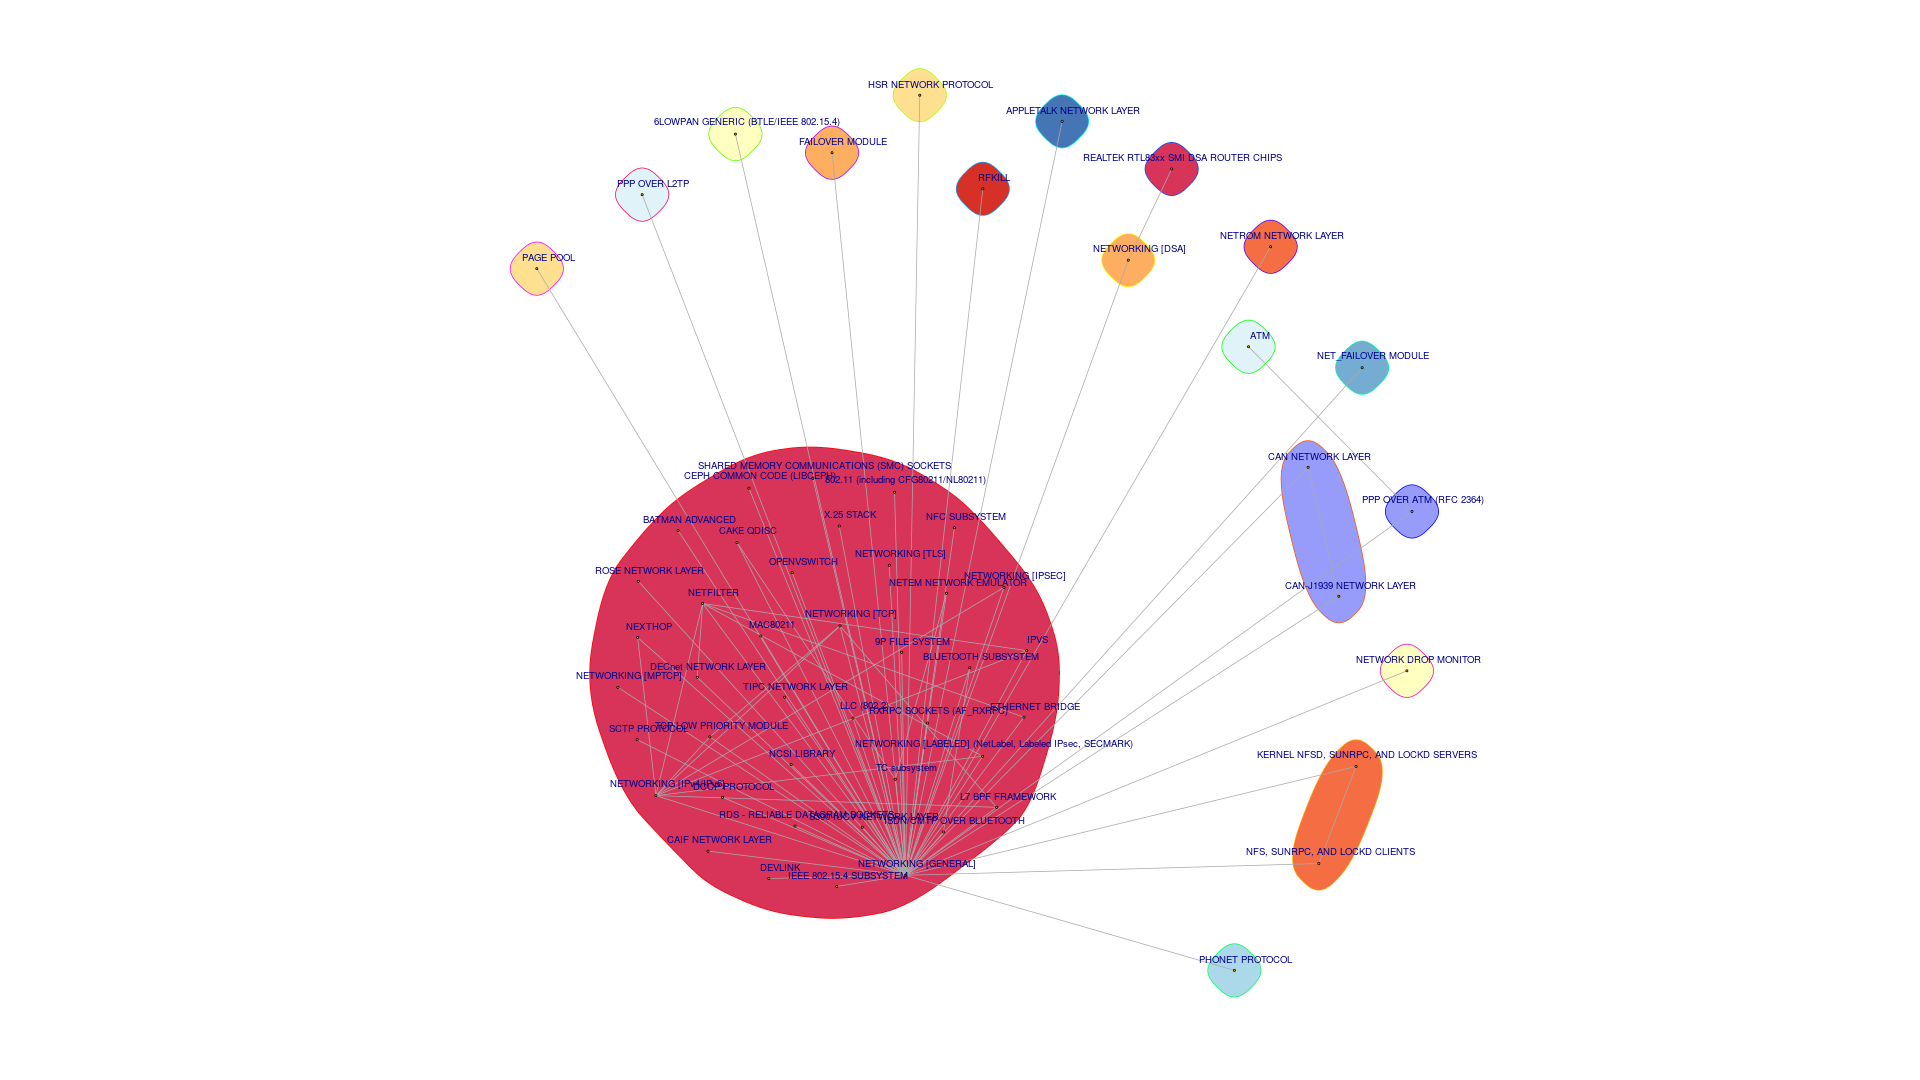 HSR NETWORK PROTOCOL
APPLETALK NETWORK LAYER
6LOWPAN GENERIC (BTLE/IEEE 802.15.4)
FAILOVER MODULE
REALTEK RTL83xx SMI DSA ROUTER CHIPS
RFKILL
PPP OVER L2TP
NETROM NETWORK LAYER
NETWORKING [DSA]
PAGE POOL
ATM
NET_FAILOVER MODULE
CAN NETWORK LAYER
SHARED MEMORY COMMUNICATIONS (SMC) SOCKETS
CEPH COMMON CODE (LIBCEPH)
802.11 (including CFG80211/NL80211)
PPP OVER ATM (RFC 2364)
X.25 STACK
NFC SUBSYSTEM
BATMAN ADVANCED
CAKE QDISC
NETWORKING [TLS]
OPENVSWITCH
ROSE NETWORK LAYER
NETWORKING [IPSEC]
NETEM NETWORK EMULATOR
CAN-J1939 NETWORK LAYER
NETFILTER
NETWORKING [TCP]
NEXTHOP
MAC80211
9P FILE SYSTEM
IPVS
BLUETOOTH SUBSYSTEM
NETWORK DROP MONITOR
DECnet NETWORK LAYER
NETWORKING [MPTCP]
TIPC NETWORK LAYER
LLC (802.2)
RXRPC SOCKETS (AF_RXRPC)
ETHERNET BRIDGE
SCTP PROTOCOL
TCP LOW PRIORITY MODULE
NETWORKING [LABELED] (NetLabel, Labeled IPsec, SECMARK)
NCSI LIBRARY
KERNEL NFSD, SUNRPC, AND LOCKD SERVERS
TC subsystem
NETWORKING [IPv4/IPv6]
DCCP PROTOCOL
L7 BPF FRAMEWORK
RDS - RELIABLE DATAGRAM SOCKETS
S390 IUCV NETWORK LAYER
ISDN/CMTP OVER BLUETOOTH
CAIF NETWORK LAYER
NFS, SUNRPC, AND LOCKD CLIENTS
NETWORKING [GENERAL]
DEVLINK
IEEE 802.15.4 SUBSYSTEM
PHONET PROTOCOL